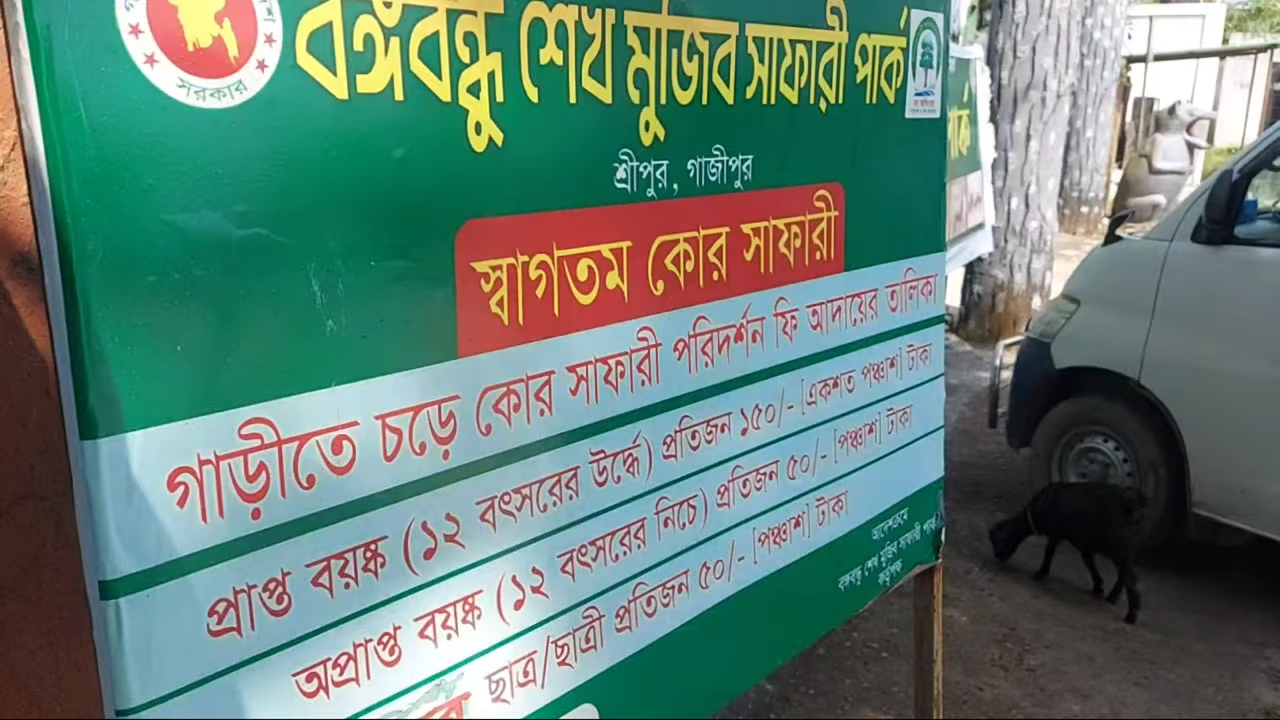 সরকার
বঙ্গবন্ধু শেখ মুজিব সাফারী পার্ক
শ্রীপুর, গাজীপুর
স্বাগতম কোর সাফারী
গাড়ীতে চড়ে কোর সাফারী পরিদর্শন ফি আদায়ের তালিকা
প্রাপ্ত বয়স্ক (১২ বৎসরের উর্দ্ধে) প্রতিজন ১৫০/- [একশত পঞ্চাশ] টাকা
অপ্রাপ্ত বয়স্ক (১২ বৎসরের নিচে) প্রতিজন ৫০/- [পঞ্চাশ] টাকা
ছাত্র/ছাত্রী প্রতিজন ৫০/- [পঞ্চাশ] টাকা
আদেশক্রমে
বঙ্গবন্ধু শেখ মুজিব সাফারী পার্ক
কর্তৃপক্ষ
পার্ক